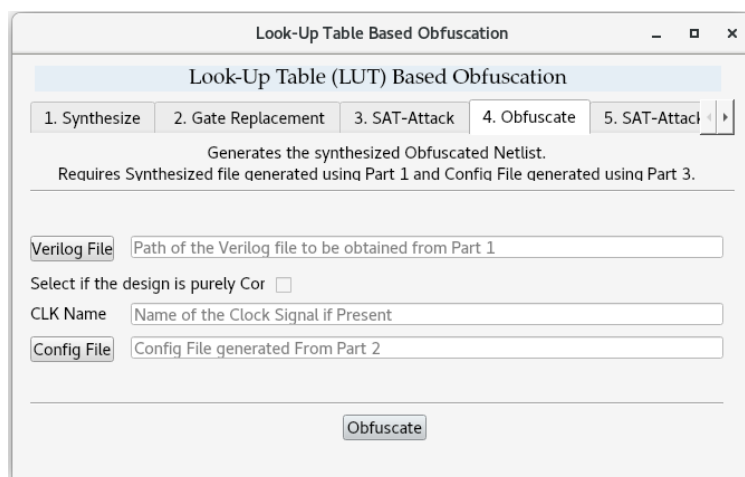 Look-Up Table Based Obfuscation
Look-Up Table (LUT) Based Obfuscation
1. Synthesize 2. Gate Replacement 3. SAT-Attack 4. Obfuscate 5. SAT-Attack
Generates the synthesized Obfuscated Netlist.
Requires Synthesized file generated using Part 1 and Config File generated using Part 3.
Verilog File Path of the Verilog file to be obtained from Part 1
Select if the design is purely Cor
CLK Name Name of the Clock Signal if Present
Config File Config File generated From Part 2
Obfuscate